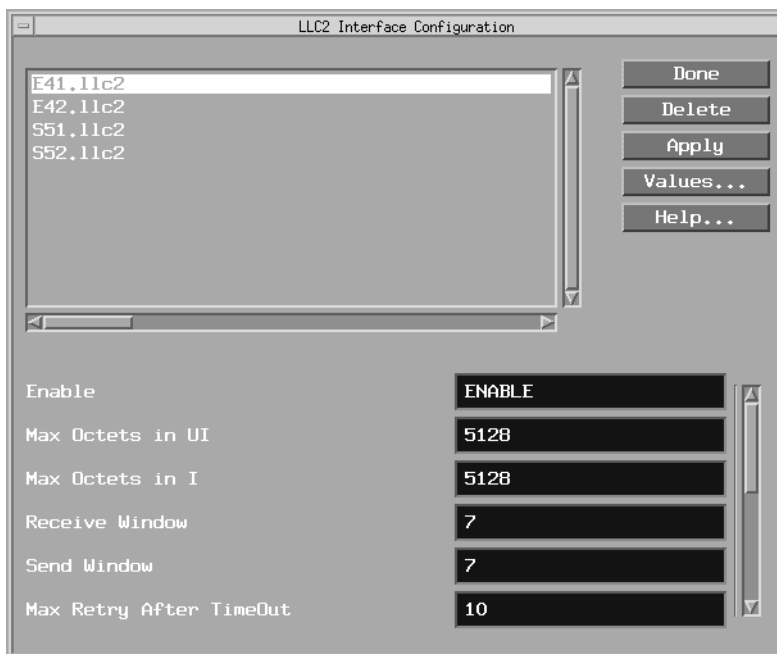 LLC2 Interface Configuration
E41.llc2
E42.llc2
S51.llc2
S52.llc2
Done
Delete
Apply
Values...
Help...
Enable ENABLE
Max Octets in UI 5128
Max Octets in I 5128
Receive Window 7
Send Window 7
Max Retry After TimeOut 10